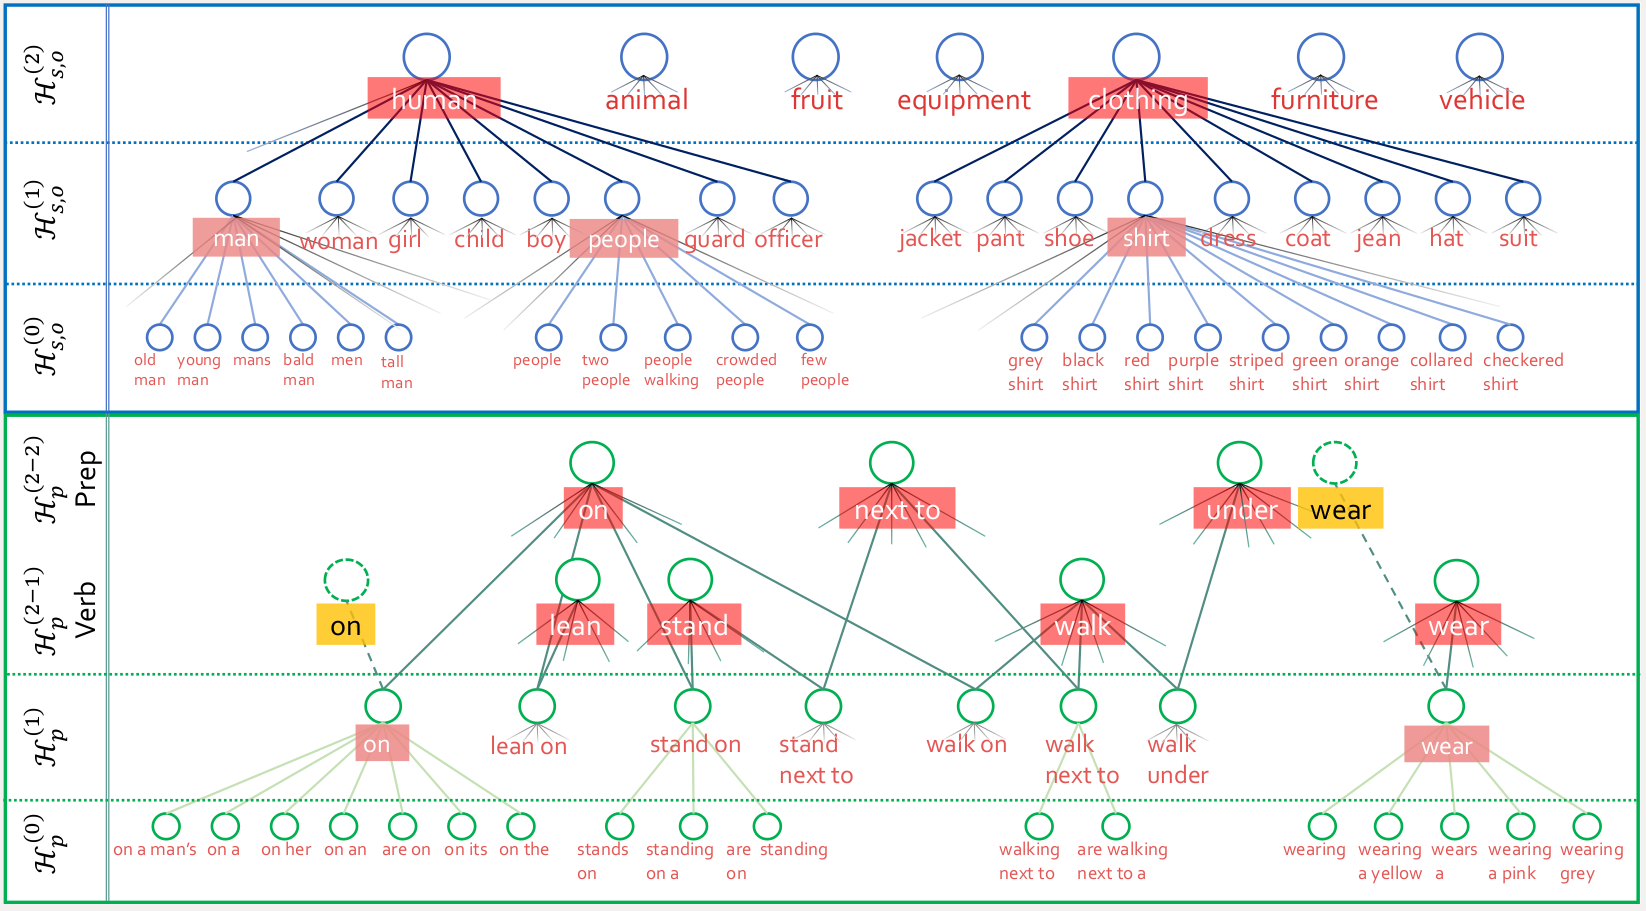 ℋ_{s,o}^{(2)}
human animal fruit equipment clothing furniture vehicle
ℋ_{s,o}^{(1)}
man woman girl child boy people guard officer jacket pant shoe shirt dress coat jean hat suit
ℋ_{s,o}^{(0)}
old young mans bald men tall people two people crowded few grey black red purple striped green orange collared checkered
man man man man people walking people people shirt shirt shirt shirt shirt shirt shirt shirt shirt
ℋ_p^{(2−2)}
Prep
on next to under wear
ℋ_p^{(2−1)}
Verb
on lean stand walk wear
ℋ_p^{(1)}
on lean on stand on stand walk on walk walk wear
next to next to under
ℋ_p^{(0)}
on a man's on a on her on an are on on its on the stands standing are standing walking are walking wearing wearing wears wearing wearing
on on a on next to next to a a yellow a a pink grey